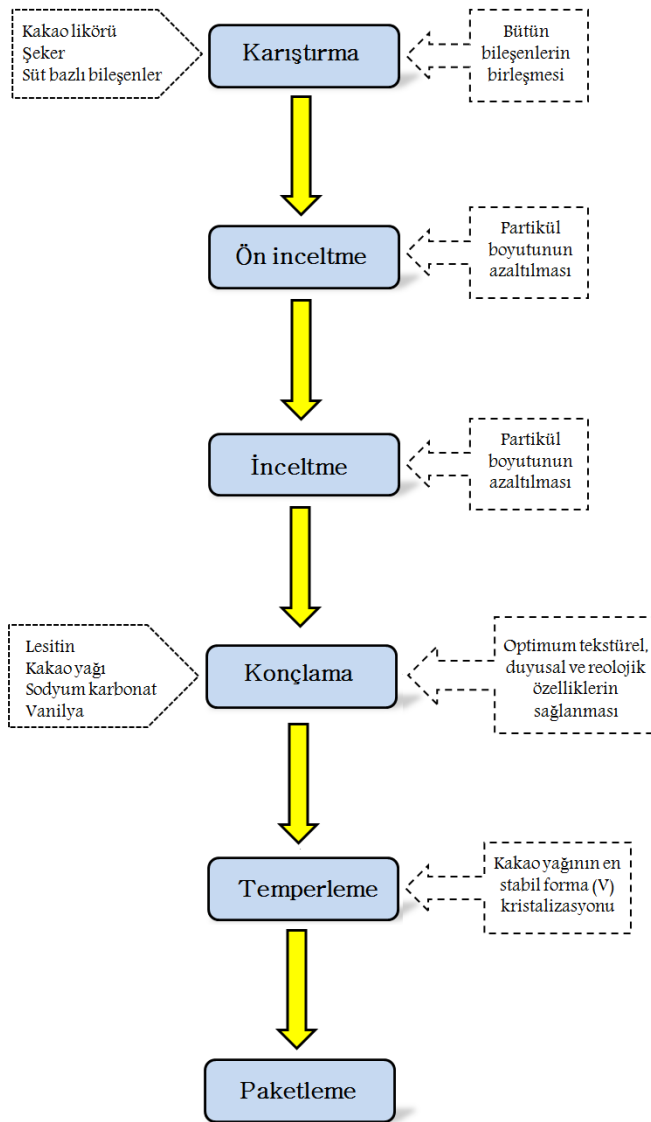 Kakao likörü
Şeker
Süt bazlı bileşenler
Karıştırma
Bütün
bileşenlerin
birleşmesi
Ön inceltme
Partikül
boyutunun
azaltılması
İnceltme
Partikül
boyutunun
azaltılması
Lesitin
Kakao yağı
Sodyum karbonat
Vanilya
Konçlama
Optimum tekstürel,
duyusal ve reolojik
özelliklerin
sağlanması
Temperleme
Kakao yağının en
stabil forma (V)
kristalizasyonu
Paketleme